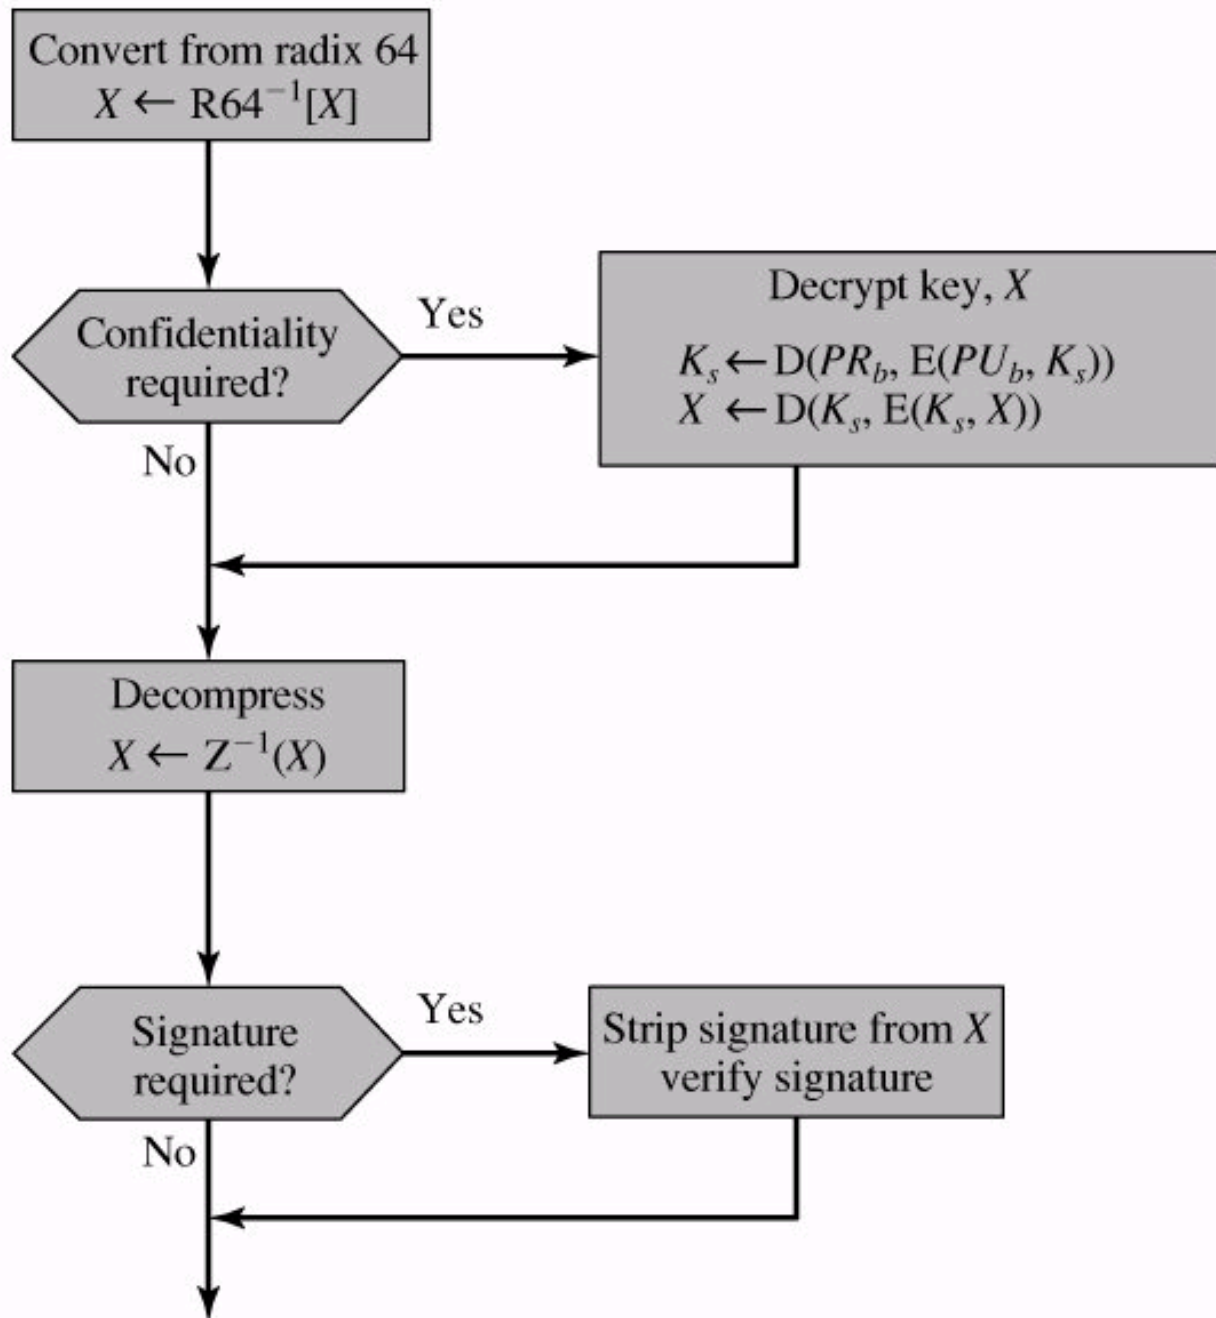 Convert from radix 64
X ← R64⁻¹[X]
Confidentiality
required?
Yes
No
Decrypt key, X
Kₛ ← D(PR_b, E(PU_b, Kₛ))
X ← D(Kₛ, E(Kₛ, X))
Decompress
X ← Z⁻¹(X)
Signature
required?
Yes
No
Strip signature from X
verify signature